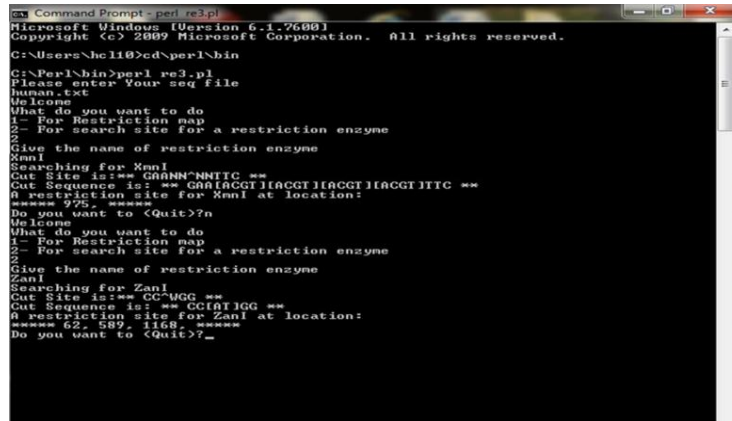 Command Prompt - perl re3.pl
Microsoft Windows [Version 6.1.7600]
Copyright (c) 2009 Microsoft Corporation. All rights reserved.
C:\Users\hcl10>cd\perl\bin
C:\Perl\bin>perl re3.pl
Please enter Your seq file
human.txt
Welcome
What do you want to do
1- For Restriction map
2- For search site for a restriction enzyme
2
Give the name of restriction enzyme
XmnI
Searching for XmnI
Cut Site is:** GAANN^NNTTC **
Cut Sequence is: ** GAA[ACGT][ACGT][ACGT][ACGT]TTC **
A restriction site for XmnI at location:
***** 975, *****
Do you want to (Quit)?n
Welcome
What do you want to do
1- For Restriction map
2- For search site for a restriction enzyme
2
Give the name of restriction enzyme
ZanI
Searching for ZanI
Cut Site is:** CC^WGG **
Cut Sequence is: ** CC[AT]GG **
A restriction site for ZanI at location:
***** 62, 589, 1168, *****
Do you want to (Quit)?_